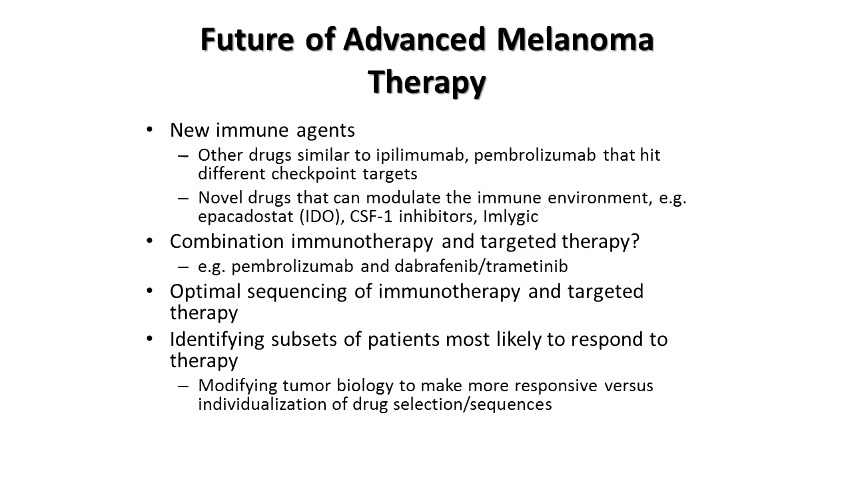 Future of Advanced Melanoma
Therapy
• New immune agents
– Other drugs similar to ipilimumab, pembrolizumab that hit
different checkpoint targets
– Novel drugs that can modulate the immune environment, e.g.
epacadostat (IDO), CSF-1 inhibitors, Imlygic
• Combination immunotherapy and targeted therapy?
– e.g. pembrolizumab and dabrafenib/trametinib
• Optimal sequencing of immunotherapy and targeted
therapy
• Identifying subsets of patients most likely to respond to
therapy
– Modifying tumor biology to make more responsive versus
individualization of drug selection/sequences